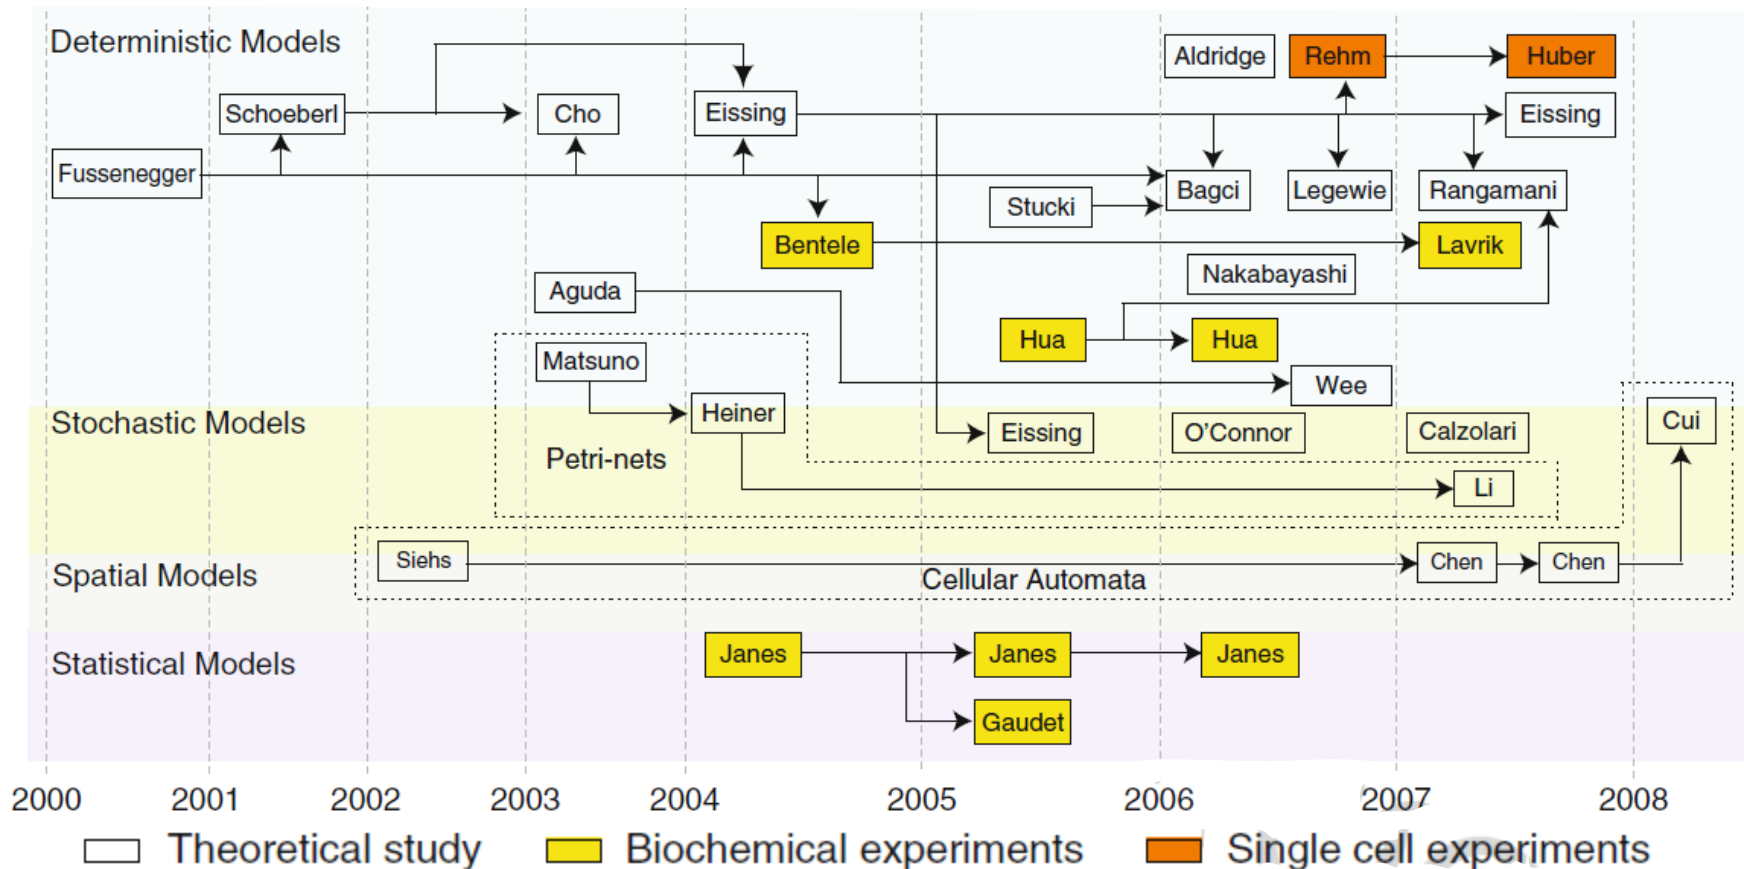 Deterministic Models
Aldridge
Rehm
Huber
Schoeberl
Cho
Eissing
Eissing
Fussenegger
Stucki
Bagci
Legewie
Rangamani
Bentele
Lavrik
Aguda
Nakabayashi
Hua
Hua
Matsuno
Wee
Heiner
Stochastic Models
Eissing
O'Connor
Calzolari
Cui
Petri-nets
Li
Siehs
Chen
Chen
Spatial Models
Cellular Automata
Statistical Models
Janes
Janes
Janes
Gaudet
2000 2001 2002 2003 2004 2005 2006 2007 2008
Theoretical study Biochemical experiments Single cell experiments